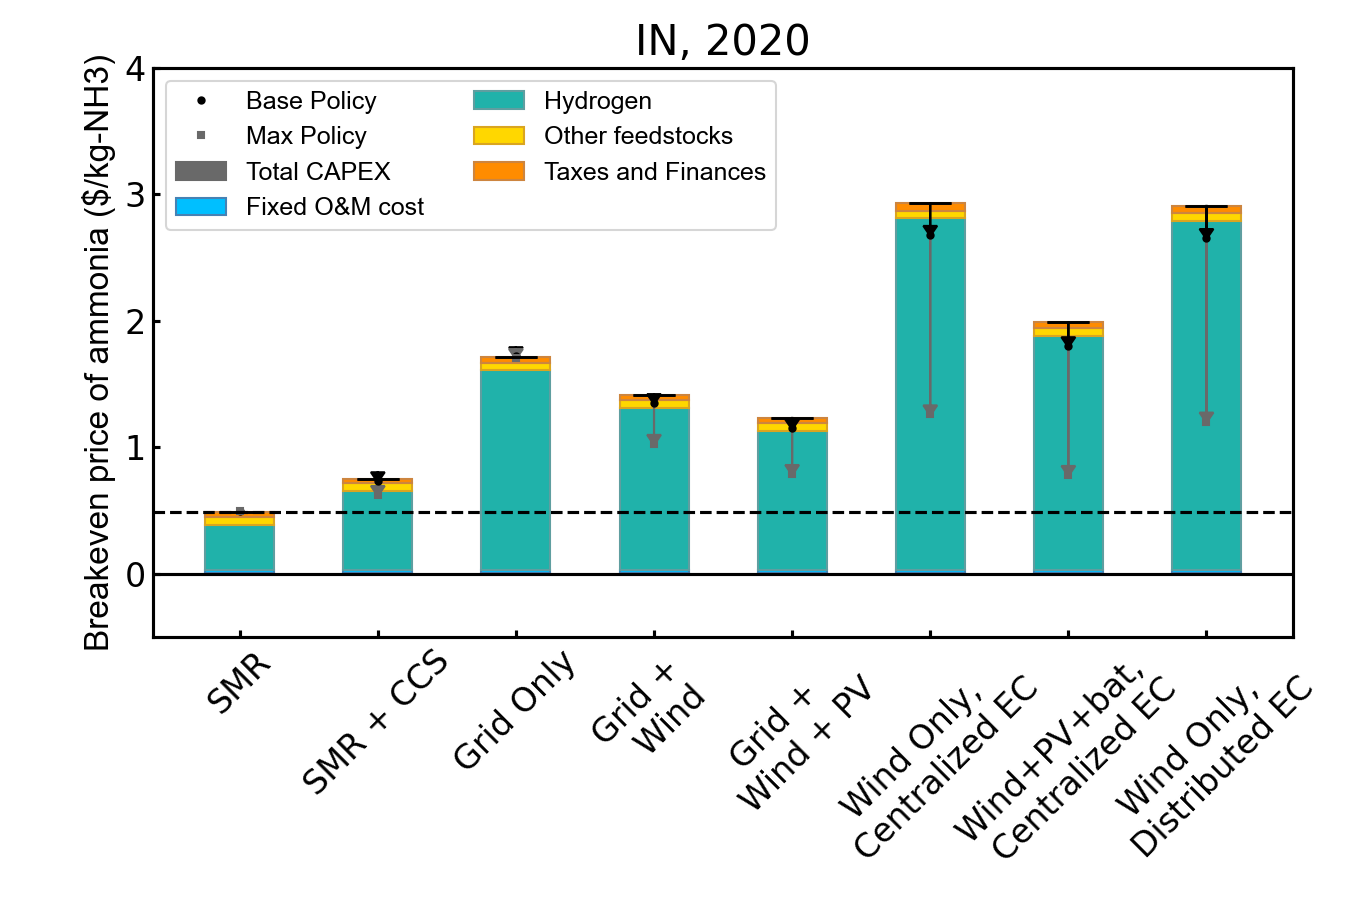 IN, 2020
Breakeven price of ammonia ($/kg-NH3)
4
3
2
1
0
Base Policy
Max Policy
Total CAPEX
Fixed O&M cost
Hydrogen
Other feedstocks
Taxes and Finances
SMR
SMR + CCS
Grid Only
Grid +
Wind
Grid +
Wind + PV
Wind Only,
Centralized EC
Wind+PV+bat,
Centralized EC
Wind Only,
Distributed EC